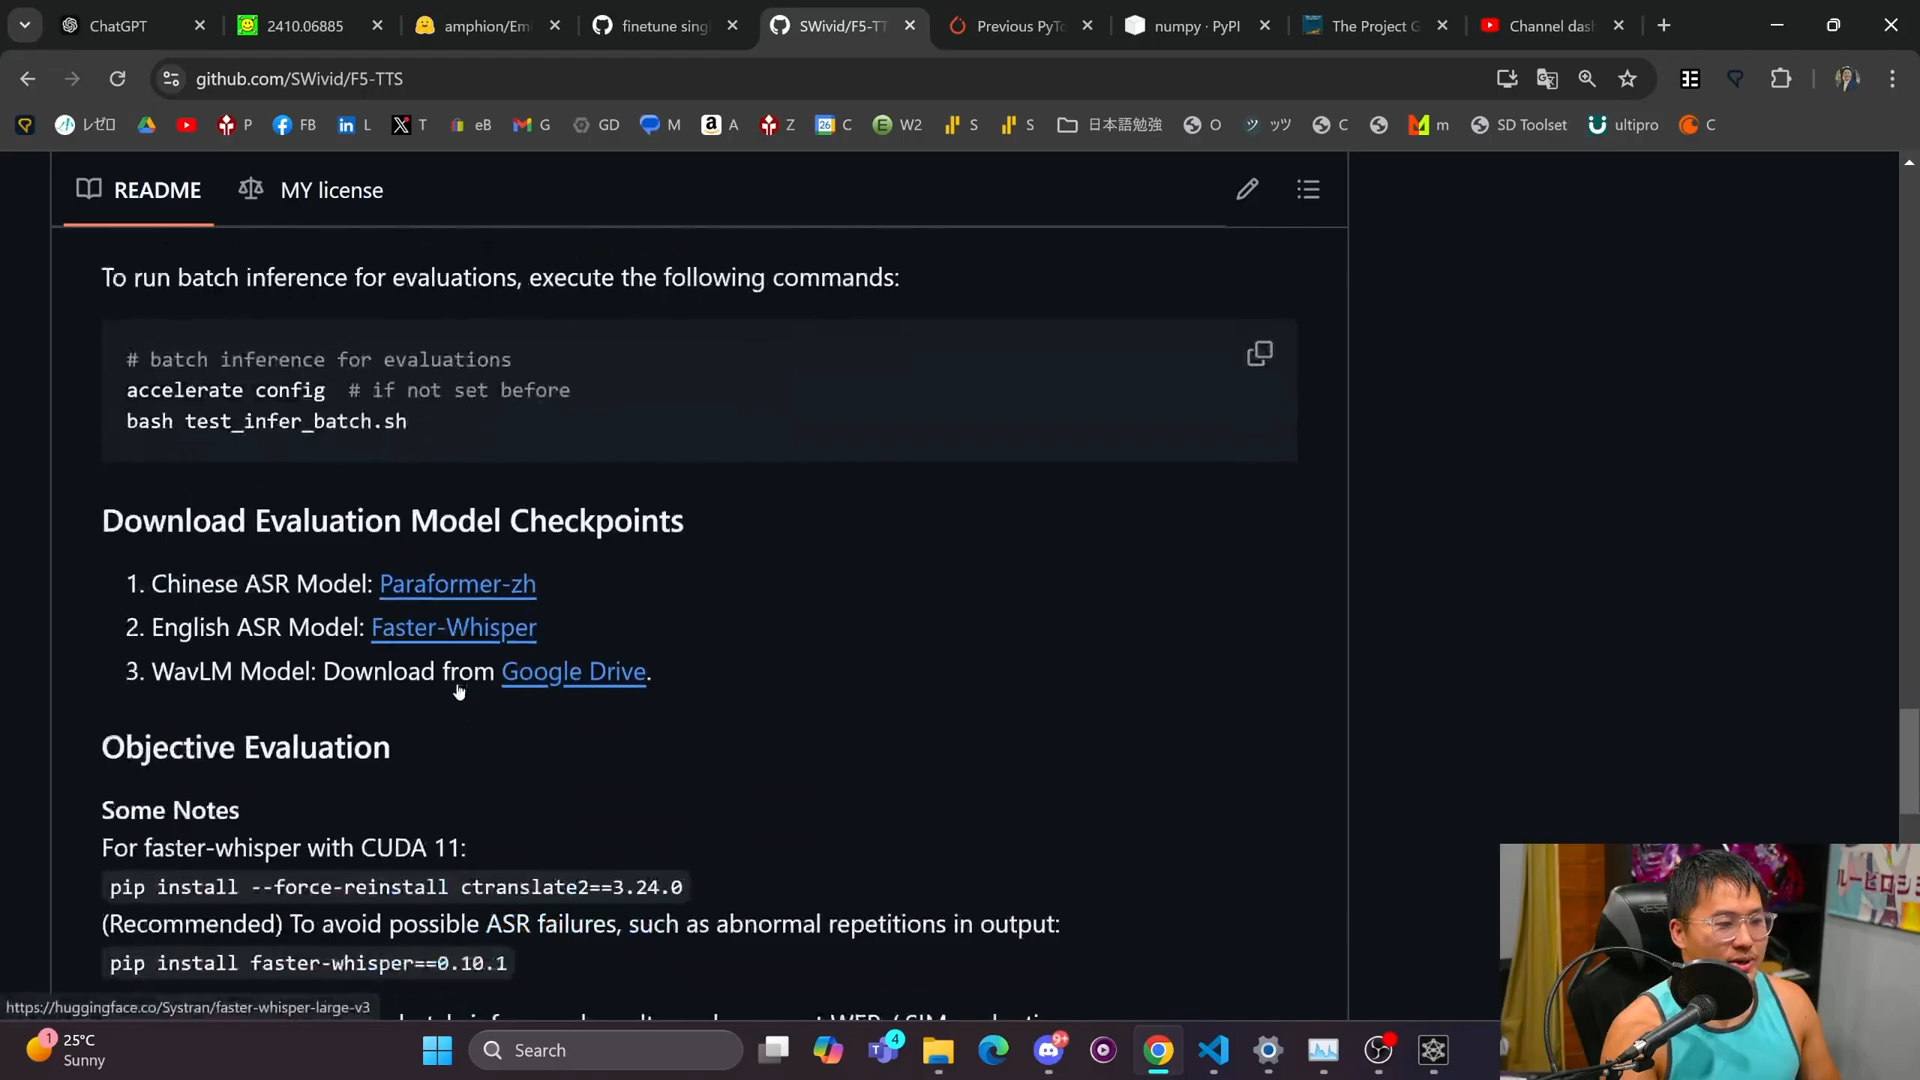 ChatGPT
2410.06885
amphion/Emi
finetune singl
SWivid/F5-TT
Previous PyTo
numpy · PyPI
The Project G
Channel dash
github.com/SWivid/F5-TTS
レゼロ
P
FB
L
T
eB
G
GD
M
A
Z
C
W2
S
S
日本語勉強
O
ッツ
C
m
SD Toolset
ultipro
C
README
MY license
To run batch inference for evaluations, execute the following commands:
# batch inference for evaluations
accelerate config # if not set before
bash test_infer_batch.sh
Download Evaluation Model Checkpoints
1. Chinese ASR Model: Paraformer-zh
2. English ASR Model: Faster-Whisper
3. WavLM Model: Download from Google Drive.
Objective Evaluation
Some Notes
For faster-whisper with CUDA 11:
pip install --force-reinstall ctranslate2==3.24.0
(Recommended) To avoid possible ASR failures, such as abnormal repetitions in output:
pip install faster-whisper==0.10.1
https://huggingface.co/Systran/faster-whisper-large-v3
1
25°C
Sunny
Search
4
9+